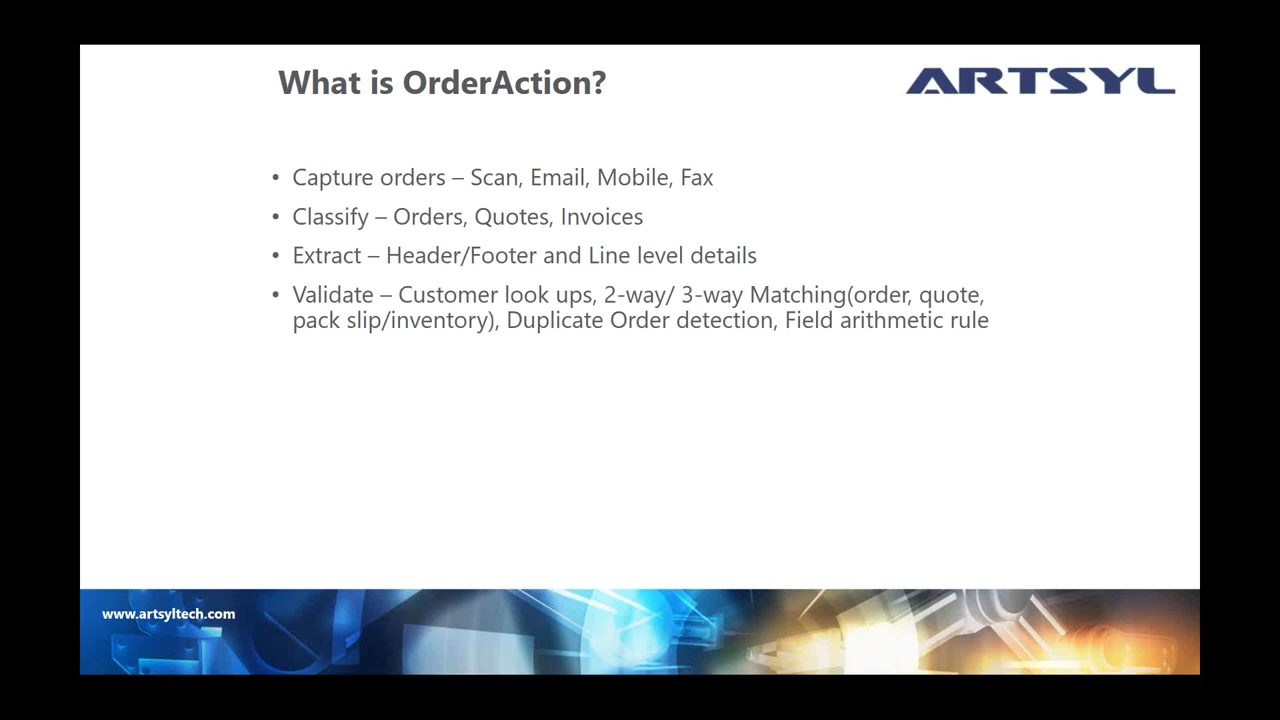 What is OrderAction?
ARTSYL
• Capture orders – Scan, Email, Mobile, Fax
• Classify – Orders, Quotes, Invoices
• Extract – Header/Footer and Line level details
• Validate – Customer look ups, 2-way/ 3-way Matching(order, quote,
pack slip/inventory), Duplicate Order detection, Field arithmetic rule
www.artsyltech.com